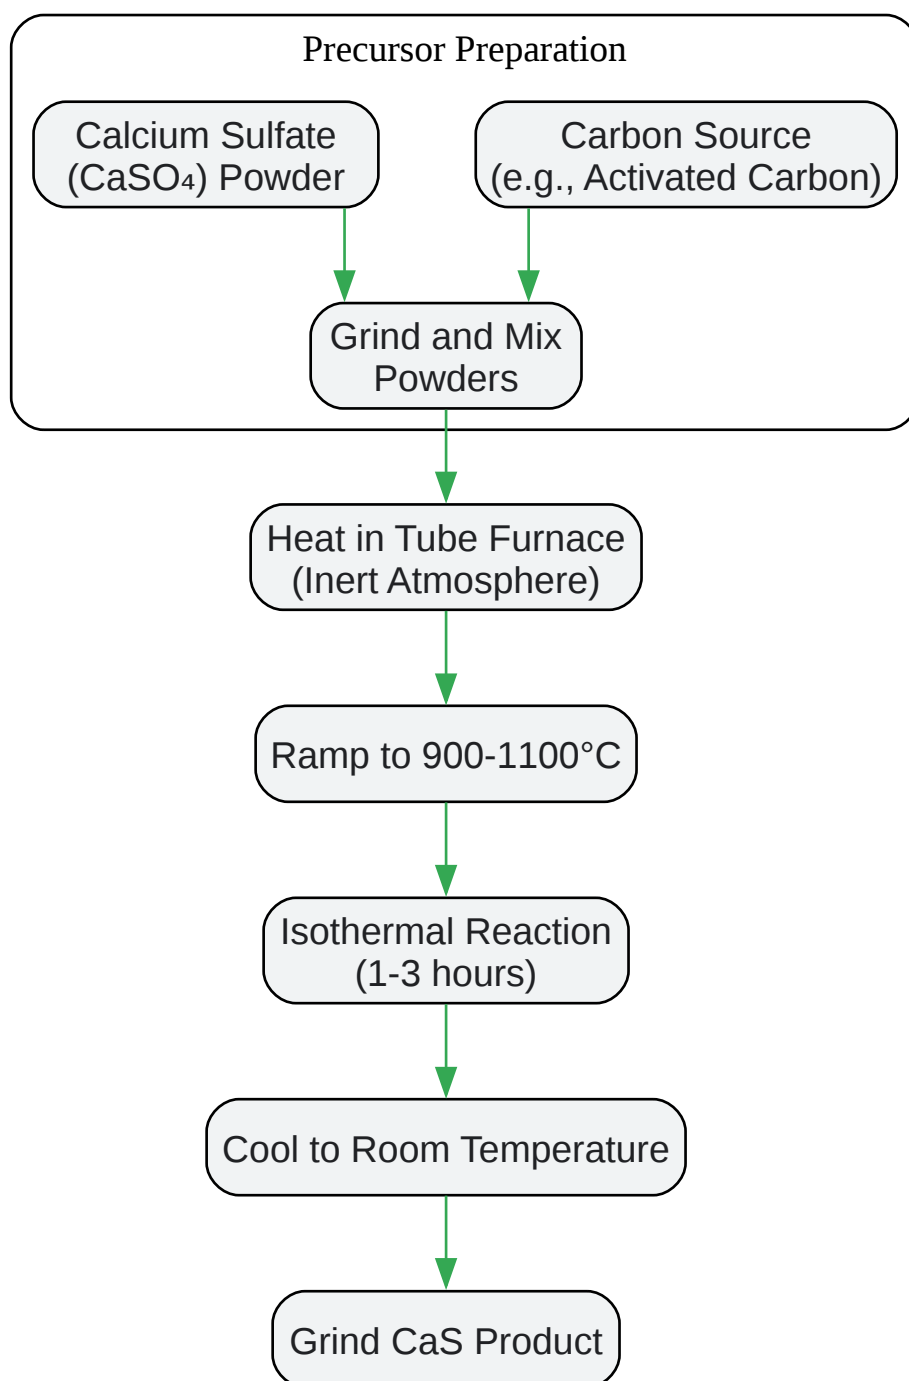 Precursor Preparation
Calcium Sulfate
(CaSO₄) Powder
Carbon Source
(e.g., Activated Carbon)
Grind and Mix
Powders
Heat in Tube Furnace
(Inert Atmosphere)
Ramp to 900-1100°C
Isothermal Reaction
(1-3 hours)
Cool to Room Temperature
Grind CaS Product